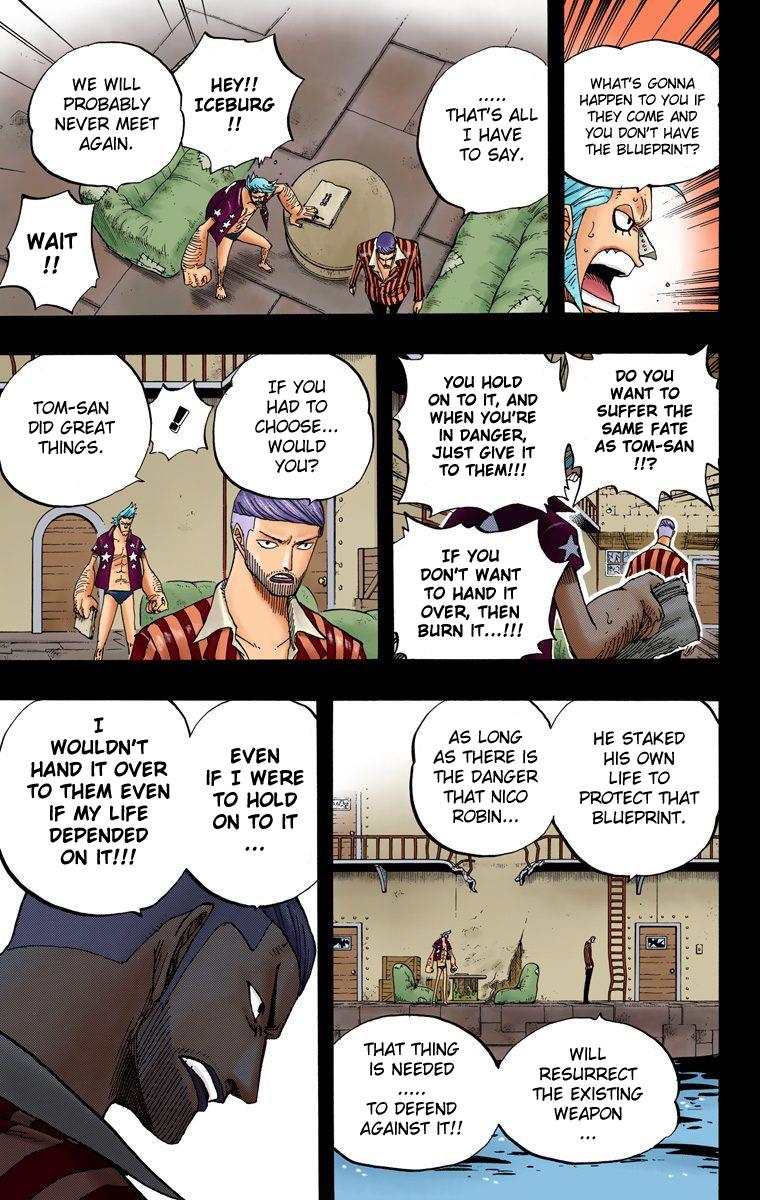 WHAT'S GONNA
HAPPEN TO YOU IF
THEY COME AND
YOU DON'T HAVE
THE BLUEPRINT?
.....
THAT'S ALL
I HAVE
TO SAY.
HEY!!
ICEBURG
!!
WE WILL
PROBABLY
NEVER MEET
AGAIN.
WAIT
!!
DO YOU
WANT TO
SUFFER THE
SAME FATE
AS TOM-SAN
!!?
YOU HOLD
ON TO IT, AND
WHEN YOU'RE
IN DANGER,
JUST GIVE IT
TO THEM!!!
IF YOU
DON'T WANT
TO HAND IT
OVER, THEN
BURN IT...!!!
IF YOU
HAD TO
CHOOSE...
WOULD
YOU?
!
TOM-SAN
DID GREAT
THINGS.
HE STAKED
HIS OWN
LIFE TO
PROTECT THAT
BLUEPRINT.
AS LONG
AS THERE IS
THE DANGER
THAT NICO
ROBIN...
WILL
RESURRECT
THE EXISTING
WEAPON
...
THAT THING
IS NEEDED
.....
TO DEFEND
AGAINST IT!!
EVEN
IF I WERE
TO HOLD
ON TO IT
...
I
WOULDN'T
HAND IT OVER
TO THEM EVEN
IF MY LIFE
DEPENDED
ON IT!!!